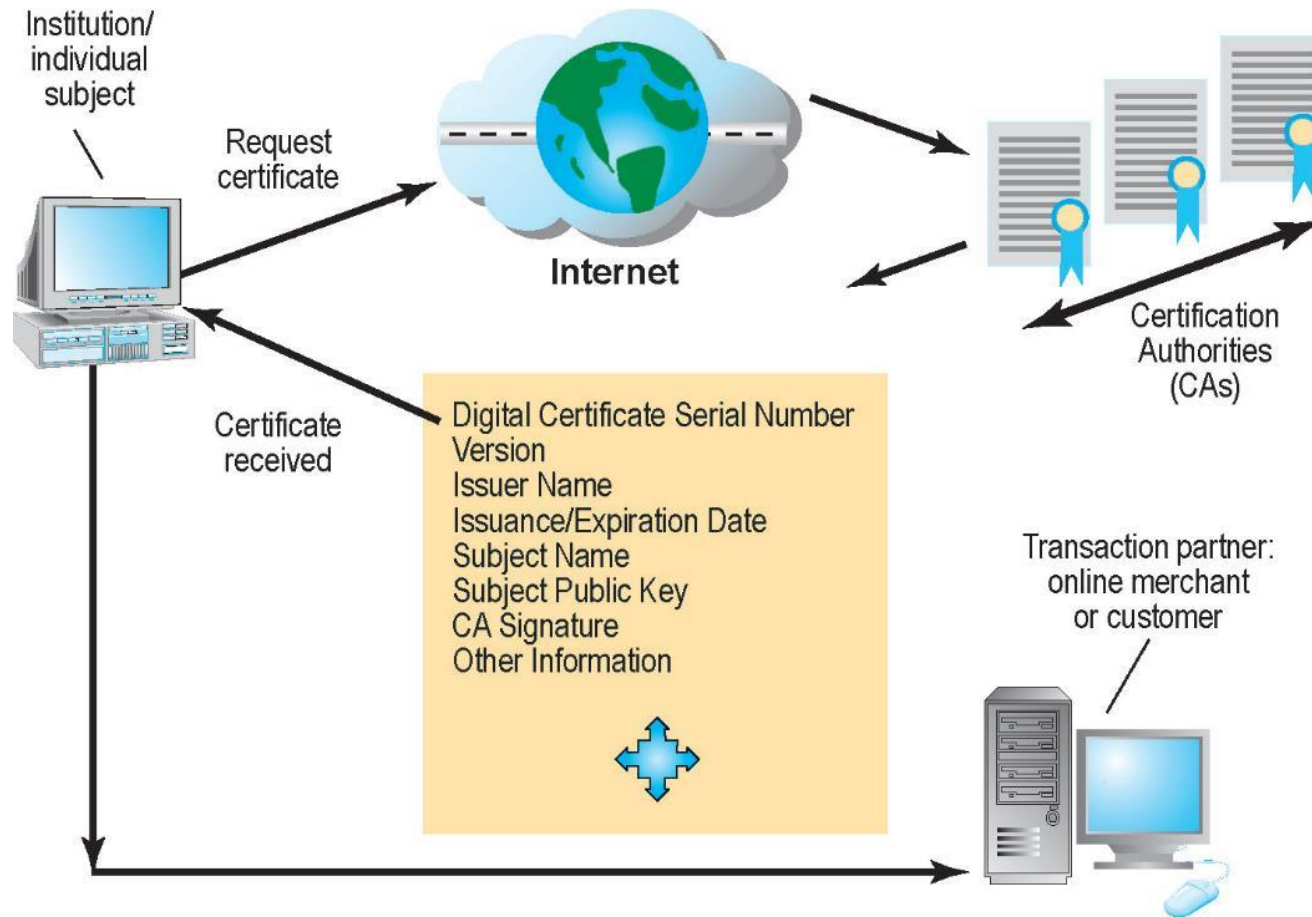 Institution/
individual
subject
Request
certificate
Internet
Certification
Authorities
(CAs)
Certificate
received
Digital Certificate Serial Number
Version
Issuer Name
Issuance/Expiration Date
Subject Name
Subject Public Key
CA Signature
Other Information
Transaction partner:
online merchant
or customer